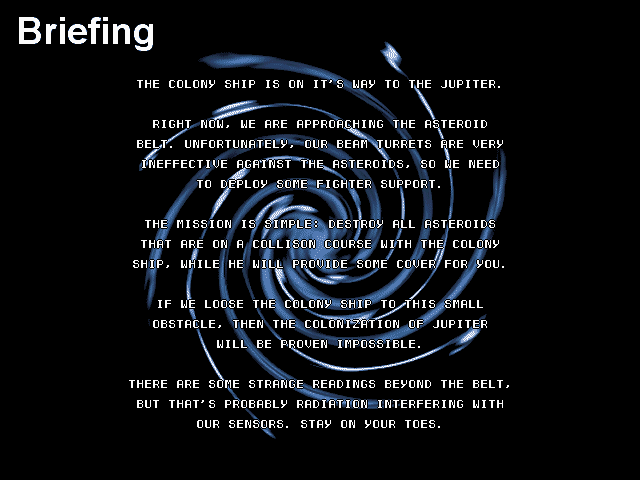 Briefing
THE COLONY SHIP IS ON IT'S WAY TO THE JUPITER.
RIGHT NOW, WE ARE APPROACHING THE ASTEROID
BELT. UNFORTUNATELY, OUR BEAM TURRETS ARE VERY
INEFFECTIVE AGAINST THE ASTEROIDS, SO WE NEED
TO DEPLOY SOME FIGHTER SUPPORT.
THE MISSION IS SIMPLE: DESTROY ALL ASTEROIDS
THAT ARE ON A COLLISON COURSE WITH THE COLONY
SHIP, WHILE HE WILL PROVIDE SOME COVER FOR YOU.
IF WE LOOSE THE COLONY SHIP TO THIS SMALL
OBSTACLE, THEN THE COLONIZATION OF JUPITER
WILL BE PROVEN IMPOSSIBLE.
THERE ARE SOME STRANGE READINGS BEYOND THE BELT,
BUT THAT'S PROBABLY RADIATION INTERFERING WITH
OUR SENSORS. STAY ON YOUR TOES.